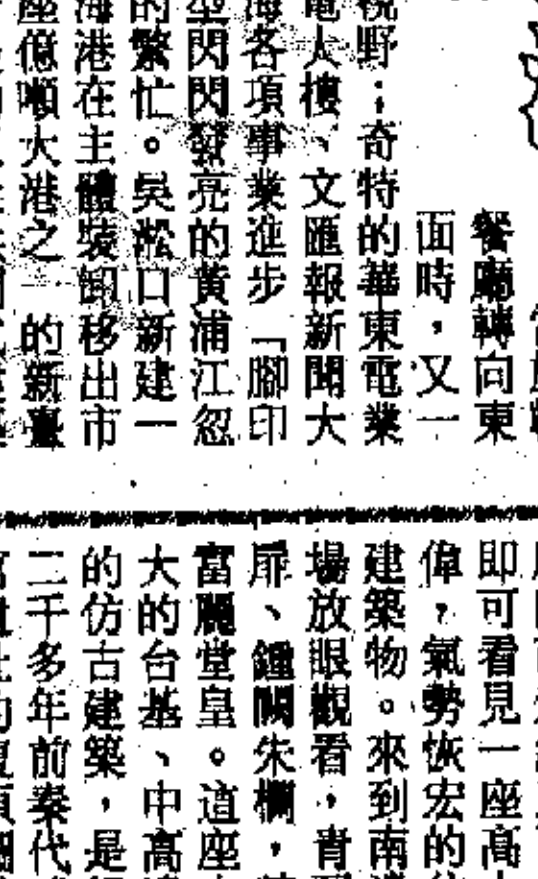 餐廳轉向東
面時，又一
視野；奇特的華東電業
電大樓、文匯報新聞大
海各項事業進步「腳印
型閃閃發亮的黃浦江忽
的繁忙。吳淞口新建一
海港在主體裝卸移出市
座億噸大港之一的新臺
即可看見一座高
偉，氣勢恢宏的
建築物。來到南
場放眼觀看，青
扉、鐘闕朱欄，
富麗堂皇。這座
大的台基、中高
的仿古建築，是
二千多年前秦代